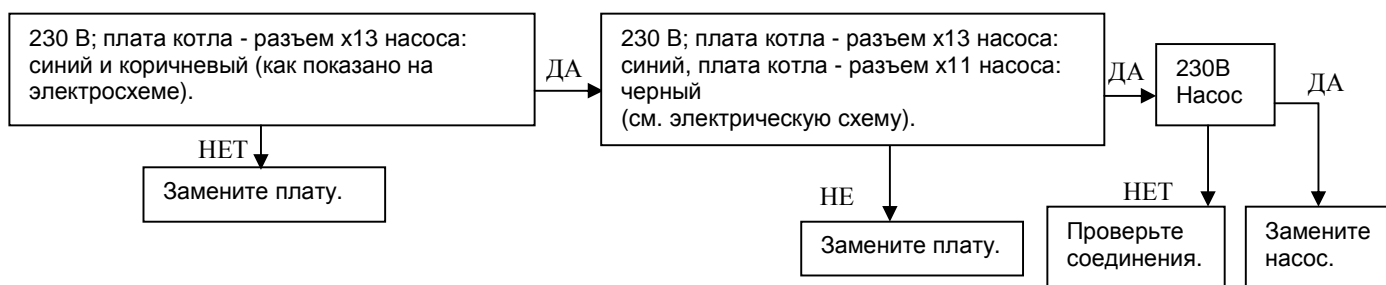 230 В; плата котла - разъем х13 насоса:
синий и коричневый (как показано на
электросхеме).
ДА
230 В; плата котла - разъем х13 насоса:
синий, плата котла - разъем х11 насоса:
черный
(см. электрическую схему).
ДА
230В
Насос
ДА
НЕТ
Замените плату.
НЕ
Замените плату.
НЕТ
Проверьте
соединения.
Замените
насос.